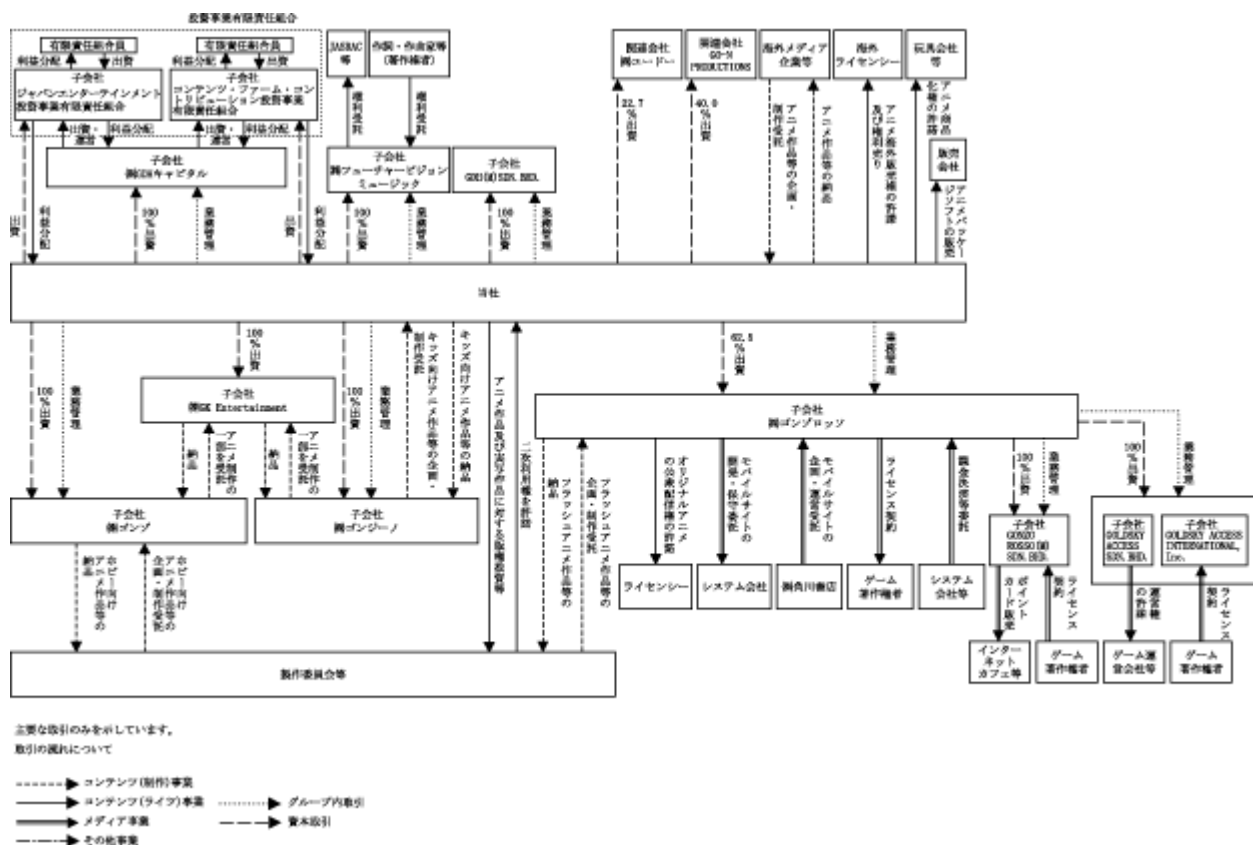 投資事業有限責任組合
有限責任組合員
有限責任組合員
利益分配
出資
利益分配
出資
子会社
ジャパンエンターテインメント
投資事業有限責任組合
子会社
コンテンツ・ファーム・コン
トリビューション投資事業
有限責任組合
JASRAC
等
作詞・作曲家等
(著作権者)
関連会社
関連会社
GO-N
PRODUCTIONS
海外メディア
企業等
海外
ライセンシー
玩具会社
等
出資・
運営
利益分配
出資・
運営
利益分配
権利受託
権利受託
22.7
%出資
40.0
%出資
アニメ作品等の企画・
制作受託
アニメ作品等の納品
アニメ海外販売権の許諾
及び権利売り
アニメ商品
化権の許諾
子会社
㈱GDHキャピタル
子会社
㈱フューチャービジョン
ミュージック
子会社
GDH(M)SDN.BHD.
販売
会社
出資
利益分配
100
%出資
業務管理
出資
利益分配
100
%出資
業務管理
100
%出資
業務管理
アニメパッケー
ジソフトの販売
当社
100
%出資
業務管理
100
%出資
100
%出資
業務管理
キッズ向けアニメ作品等の企画・
制作受託
キッズ向けアニメ作品等の納品
アニメ作品及び実写作品に対する出版権投資等
二次利用権を許諾
62.5
%出資
業務管理
子会社
㈱GK Entertainment
子会社
㈱ゴンゾロッソ
納品
アニメ制作の
一部を受託
納品
アニメ制作の
一部を受託
子会社
㈱ゴンゾ
子会社
㈱ゴンジーノ
フラッシュアニメ作品等の
納品
フラッシュアニメ作品等の
企画・制作受託
オリジナルアニメ
の公衆配信権の許諾
モバイルサイトの
開発・保守委託
モバイルサイトの
企画・運営受託
ライセンス契約
課金決済等委託
100
%出資
業務管理
100
%出資
業務管理
子会社
GONZO
ROSSO(M)
SDN.BHD.
子会社
GOLDSKY
ACCESS
SDN.BHD.
子会社
GOLDSKY ACCESS
INTERNATIONAL,
Inc.
ライセンシー
システム会社
㈱角川書店
ゲーム
著作権者
システム
会社等
ホビー向け
アニメ作品等の
納品
ホビー向け
アニメ作品等の
企画・制作受託
ポイント
カード販売
ライセンス
契約
運営権
の許諾
ライセンス
契約
製作委員会等
インター
ネット
カフェ等
ゲーム
著作権者
ゲーム運
営会社等
ゲーム
著作権者
主要な取引のみを示しています。
取引の流れについて
コンテンツ(制作)事業
コンテンツ(ライツ)事業
グループ内取引
メディア事業
資本取引
その他事業